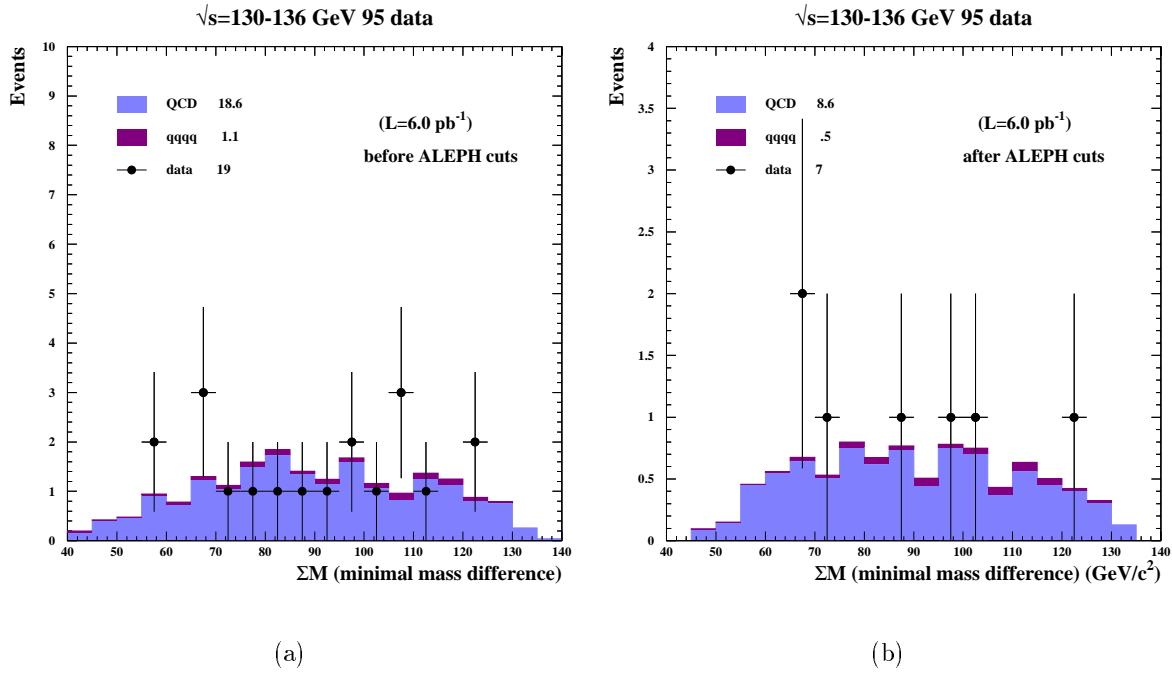 √s=130-136 GeV 95 data
Events
10
9
8
7
6
5
4
3
2
1
0
QCD 18.6
qqqq 1.1
data 19
(L=6.0 pb⁻¹)
before ALEPH cuts
40 50 60 70 80 90 100 110 120 130 140
ΣM (minimal mass difference)
(a)
√s=130-136 GeV 95 data
Events
4
3.5
3
2.5
2
1.5
1
0.5
0
QCD 8.6
qqqq .5
data 7
(L=6.0 pb⁻¹)
after ALEPH cuts
40 50 60 70 80 90 100 110 120 130 140
ΣM (minimal mass difference) (GeV/c²)
(b)